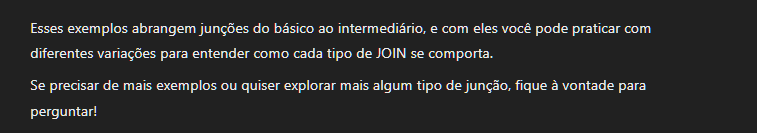 Esses exemplos abrangem junções do básico ao intermediário, e com eles você pode praticar com
diferentes variações para entender como cada tipo de JOIN se comporta.
Se precisar de mais exemplos ou quiser explorar mais algum tipo de junção, fique à vontade para
perguntar!